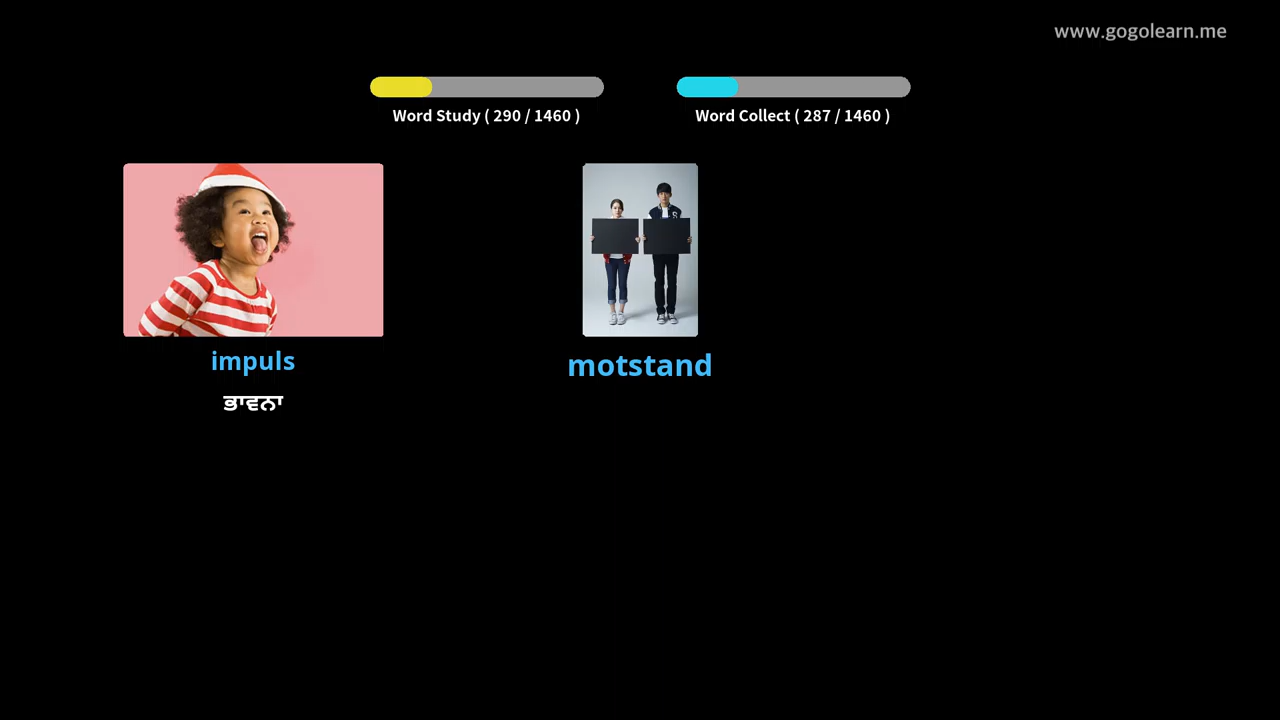 www.gogolearn.me
Word Study ( 290 / 1460 )
Word Collect ( 287 / 1460 )
impuls
ਭਾਵਨਾ
motstand